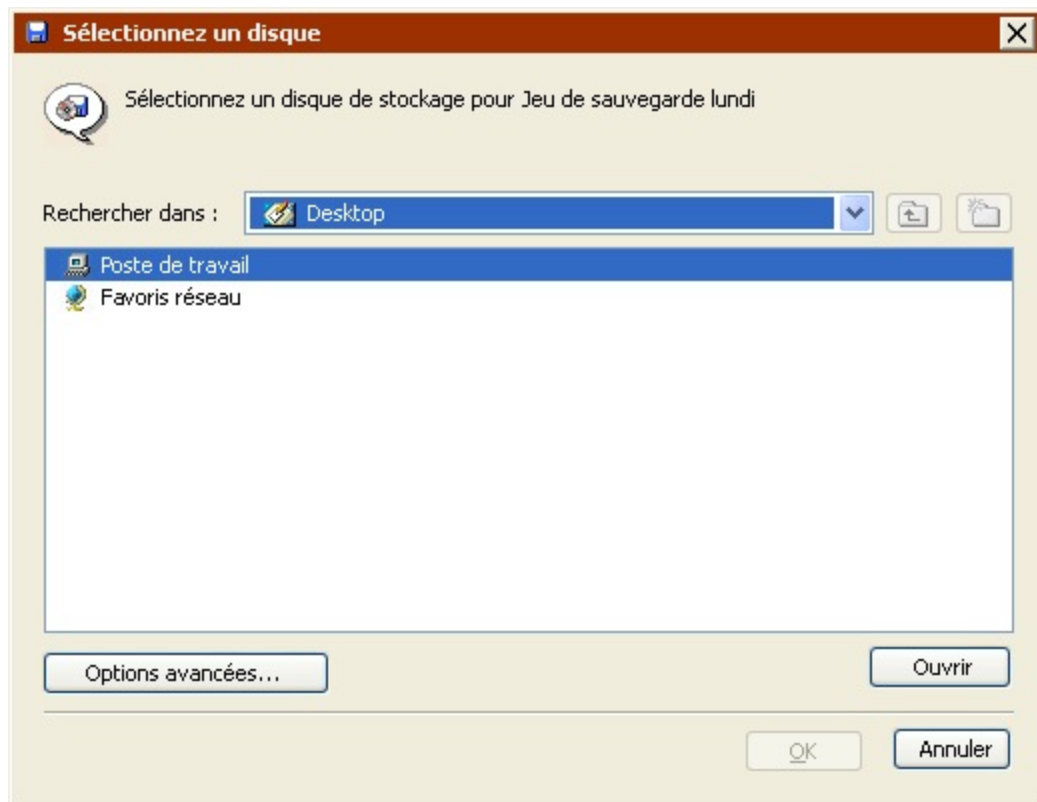 Sélectionnez un disque
Sélectionnez un disque de stockage pour Jeu de sauvegarde lundi
Rechercher dans : Desktop
Poste de travail
Favoris réseau
Options avancées...
Ouvrir
OK
Annuler